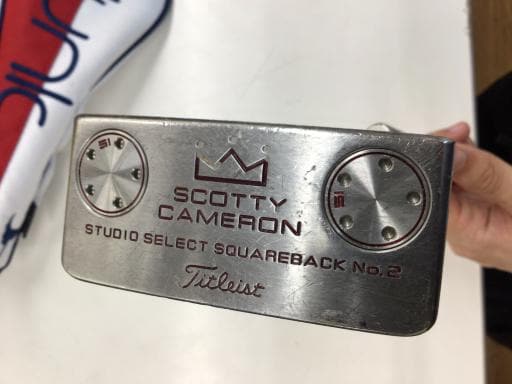 SCOTTY
CAMERON
STUDIO SELECT SQUAREBACK No.2
Titleist